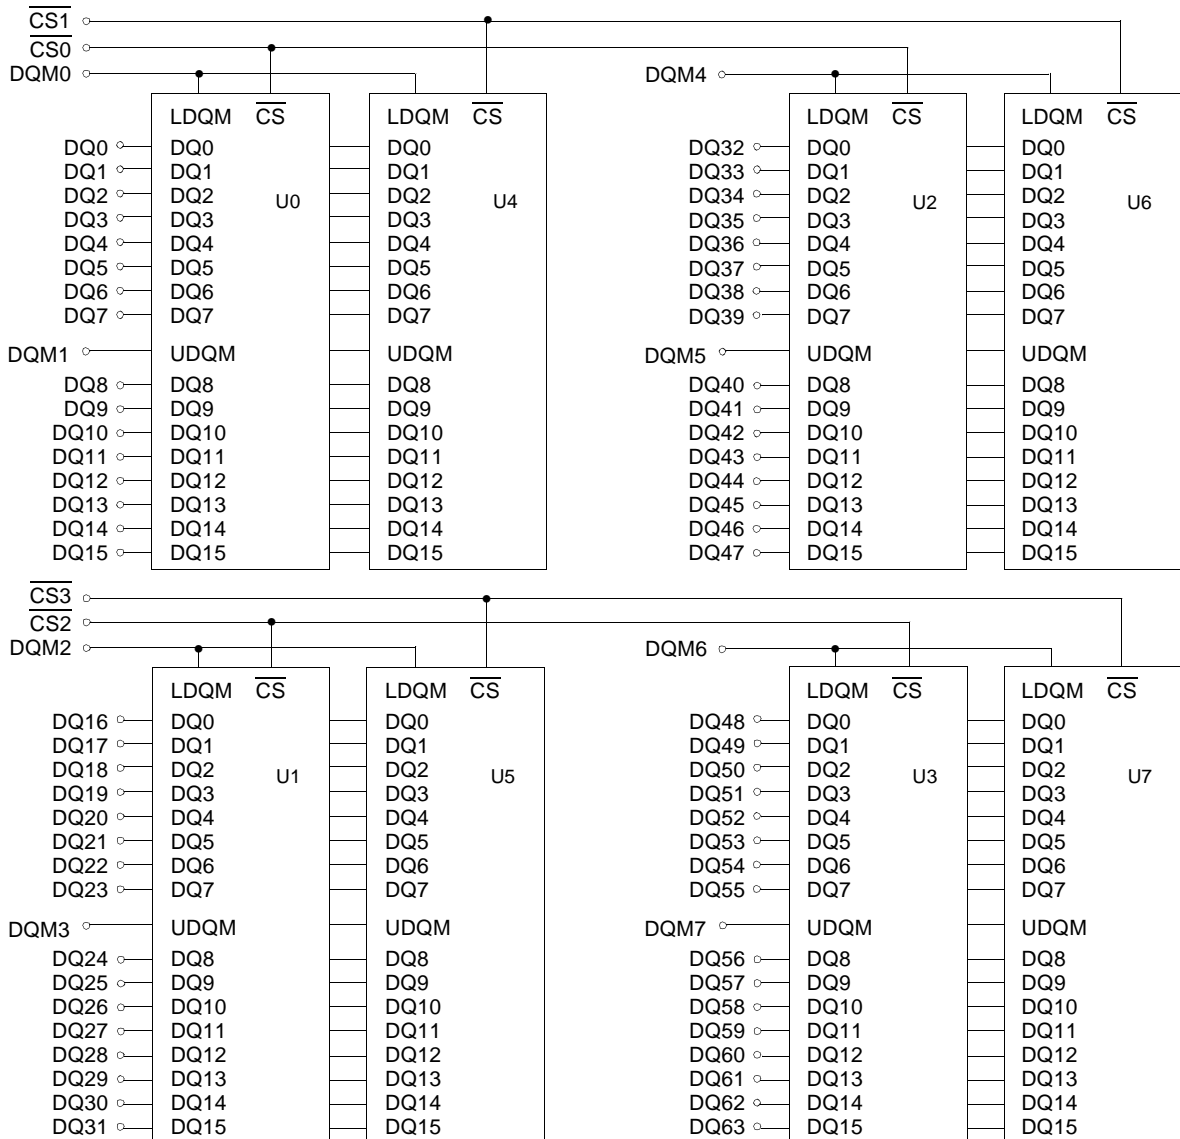 CS1
CS0
DQM0 DQM4
LDQM CS LDQM CS LDQM CS LDQM CS
DQ0 DQ0 DQ0 DQ32 DQ0 DQ0
DQ1 DQ1 DQ1 DQ33 DQ1 DQ1
DQ2 DQ2 U0 DQ2 U4 DQ34 DQ2 U2 DQ2 U6
DQ3 DQ3 DQ3 DQ35 DQ3 DQ3
DQ4 DQ4 DQ4 DQ36 DQ4 DQ4
DQ5 DQ5 DQ5 DQ37 DQ5 DQ5
DQ6 DQ6 DQ6 DQ38 DQ6 DQ6
DQ7 DQ7 DQ7 DQ39 DQ7 DQ7
DQM1 UDQM UDQM DQM5 UDQM UDQM
DQ8 DQ8 DQ8 DQ40 DQ8 DQ8
DQ9 DQ9 DQ9 DQ41 DQ9 DQ9
DQ10 DQ10 DQ10 DQ42 DQ10 DQ10
DQ11 DQ11 DQ11 DQ43 DQ11 DQ11
DQ12 DQ12 DQ12 DQ44 DQ12 DQ12
DQ13 DQ13 DQ13 DQ45 DQ13 DQ13
DQ14 DQ14 DQ14 DQ46 DQ14 DQ14
DQ15 DQ15 DQ15 DQ47 DQ15 DQ15
CS3
CS2
DQM2 DQM6
LDQM CS LDQM CS LDQM CS LDQM CS
DQ16 DQ0 DQ0 DQ48 DQ0 DQ0
DQ17 DQ1 DQ1 DQ49 DQ1 DQ1
DQ18 DQ2 U1 DQ2 U5 DQ50 DQ2 U3 DQ2 U7
DQ19 DQ3 DQ3 DQ51 DQ3 DQ3
DQ20 DQ4 DQ4 DQ52 DQ4 DQ4
DQ21 DQ5 DQ5 DQ53 DQ5 DQ5
DQ22 DQ6 DQ6 DQ54 DQ6 DQ6
DQ23 DQ7 DQ7 DQ55 DQ7 DQ7
DQM3 UDQM UDQM DQM7 UDQM UDQM
DQ24 DQ8 DQ8 DQ56 DQ8 DQ8
DQ25 DQ9 DQ9 DQ57 DQ9 DQ9
DQ26 DQ10 DQ10 DQ58 DQ10 DQ10
DQ27 DQ11 DQ11 DQ59 DQ11 DQ11
DQ28 DQ12 DQ12 DQ60 DQ12 DQ12
DQ29 DQ13 DQ13 DQ61 DQ13 DQ13
DQ30 DQ14 DQ14 DQ62 DQ14 DQ14
DQ31 DQ15 DQ15 DQ63 DQ15 DQ15